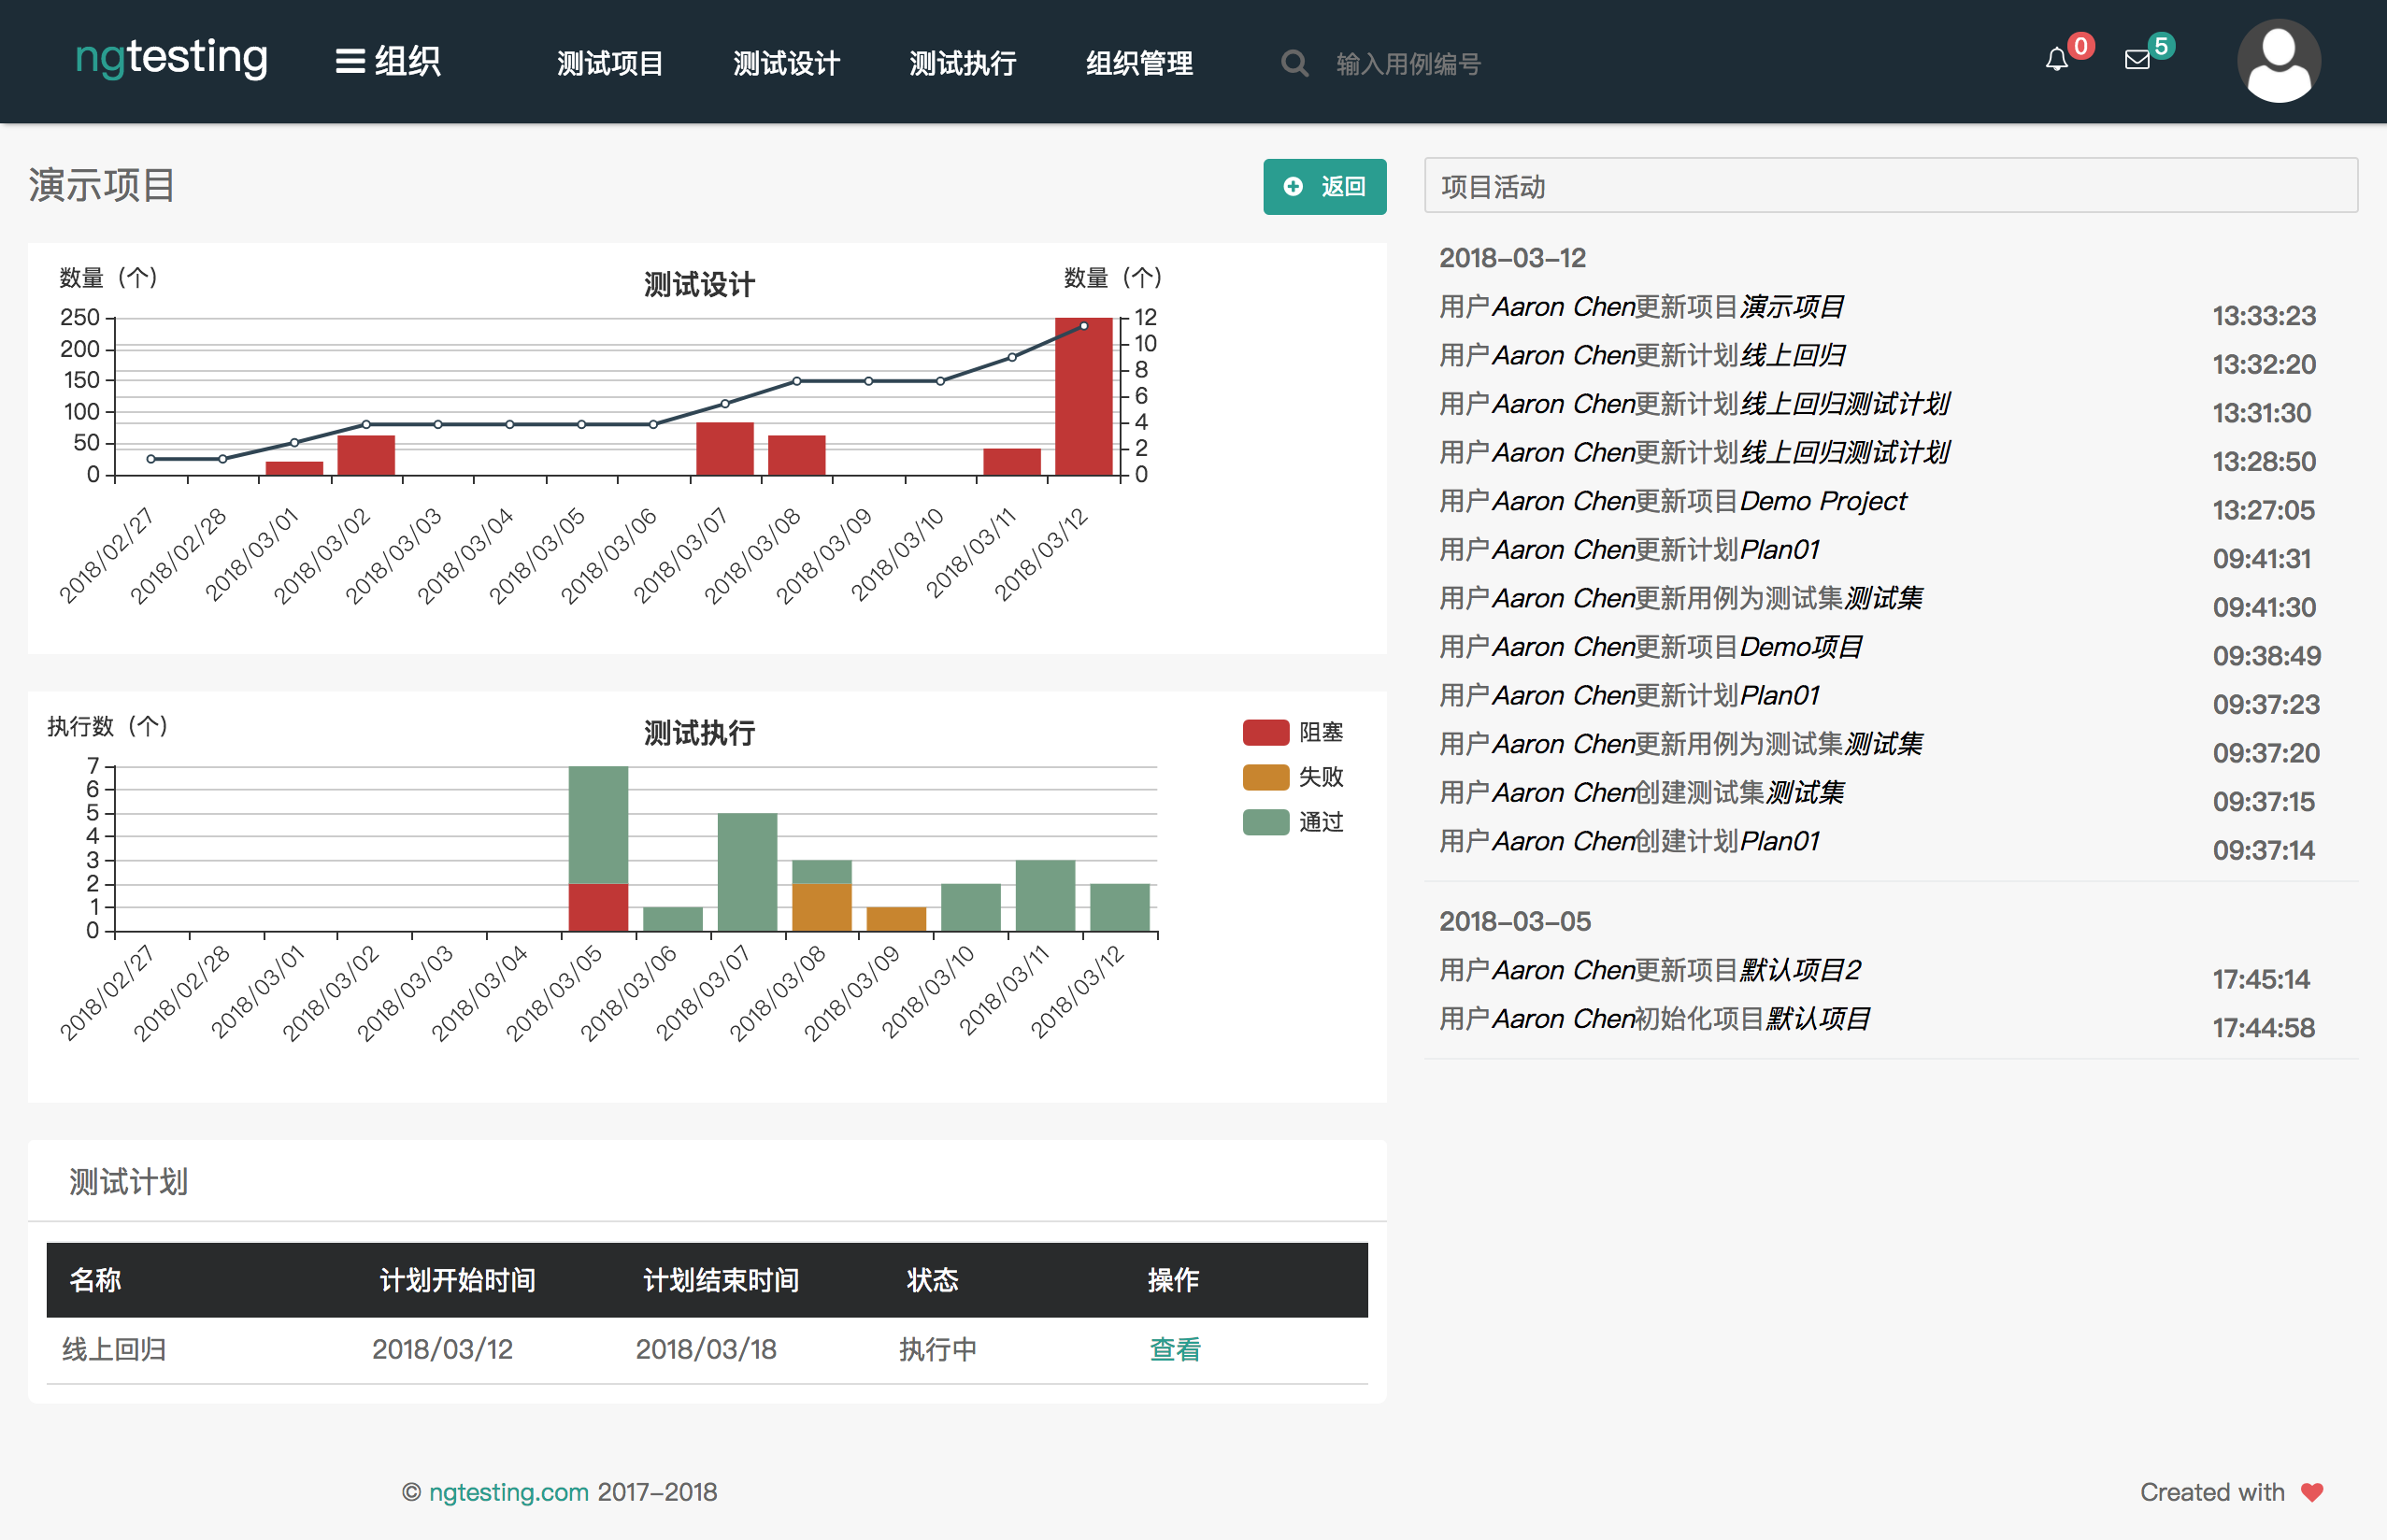 ngtesting 组织 测试项目 测试设计 测试执行 组织管理 输入用例编号 0 5
演示项目 返回
数量（个） 测试设计 数量（个）
250
200
150
100
50
0
12
10
8
6
4
2
0
2018/02/27 2018/02/28 2018/03/01 2018/03/02 2018/03/03 2018/03/04 2018/03/05 2018/03/06 2018/03/07 2018/03/08 2018/03/09 2018/03/10 2018/03/11 2018/03/12
执行数（个） 测试执行
阻塞
失败
通过
7
6
5
4
3
2
1
0
2018/02/27 2018/02/28 2018/03/01 2018/03/02 2018/03/03 2018/03/04 2018/03/05 2018/03/06 2018/03/07 2018/03/08 2018/03/09 2018/03/10 2018/03/11 2018/03/12
测试计划
名称 计划开始时间 计划结束时间 状态 操作
线上回归 2018/03/12 2018/03/18 执行中 查看
项目活动
2018-03-12
用户Aaron Chen更新项目演示项目 13:33:23
用户Aaron Chen更新计划线上回归 13:32:20
用户Aaron Chen更新计划线上回归测试计划 13:31:30
用户Aaron Chen更新计划线上回归测试计划 13:28:50
用户Aaron Chen更新项目Demo Project 13:27:05
用户Aaron Chen更新计划Plan01 09:41:31
用户Aaron Chen更新用例为测试集测试集 09:41:30
用户Aaron Chen更新项目Demo项目 09:38:49
用户Aaron Chen更新计划Plan01 09:37:23
用户Aaron Chen更新用例为测试集测试集 09:37:20
用户Aaron Chen创建测试集测试集 09:37:15
用户Aaron Chen创建计划Plan01 09:37:14
2018-03-05
用户Aaron Chen更新项目默认项目2 17:45:14
用户Aaron Chen初始化项目默认项目 17:44:58
© ngtesting.com 2017-2018 Created with